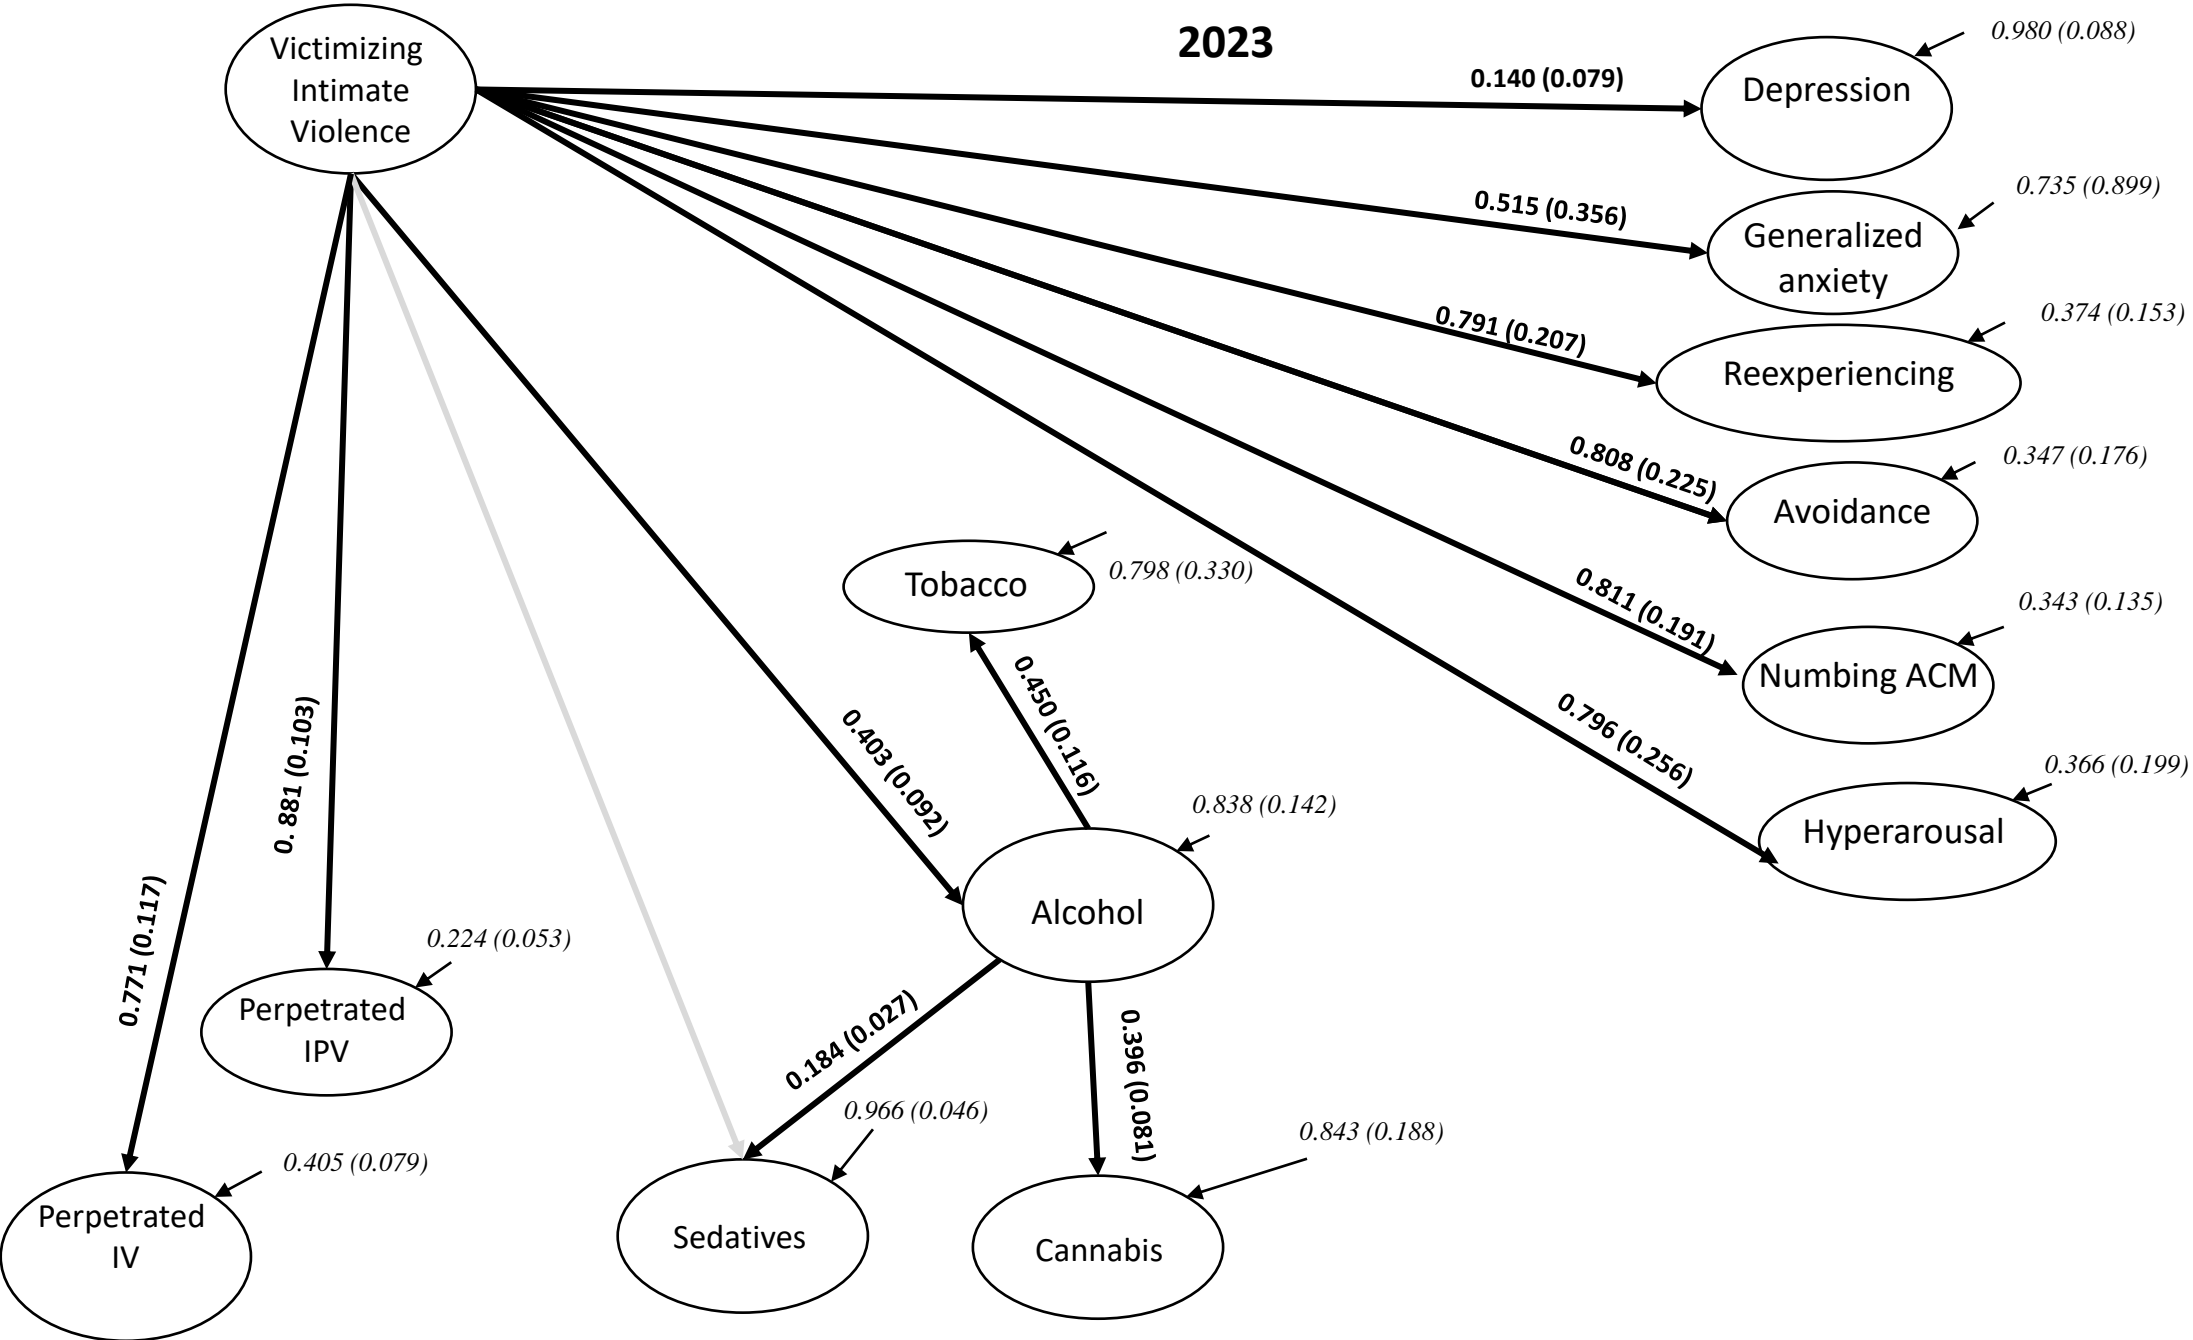 2023
Victimizing
Intimate
Violence
0.140 (0.079)
Depression
0.980 (0.088)
0.515 (0.356)
Generalized
anxiety
0.735 (0.899)
0.791 (0.207)
Reexperiencing
0.374 (0.153)
0.808 (0.225)
Avoidance
0.347 (0.176)
0.811 (0.191)
Numbing ACM
0.343 (0.135)
0.796 (0.256)
Hyperarousal
0.366 (0.199)
Tobacco
0.798 (0.330)
0.450 (0.116)
0.403 (0.092)
Alcohol
0.838 (0.142)
0. 881 (0.103)
0.771 (0.117)
Perpetrated
IPV
0.224 (0.053)
Perpetrated
IV
0.405 (0.079)
0.184 (0.027)
Sedatives
0.966 (0.046)
0.396 (0.081)
Cannabis
0.843 (0.188)